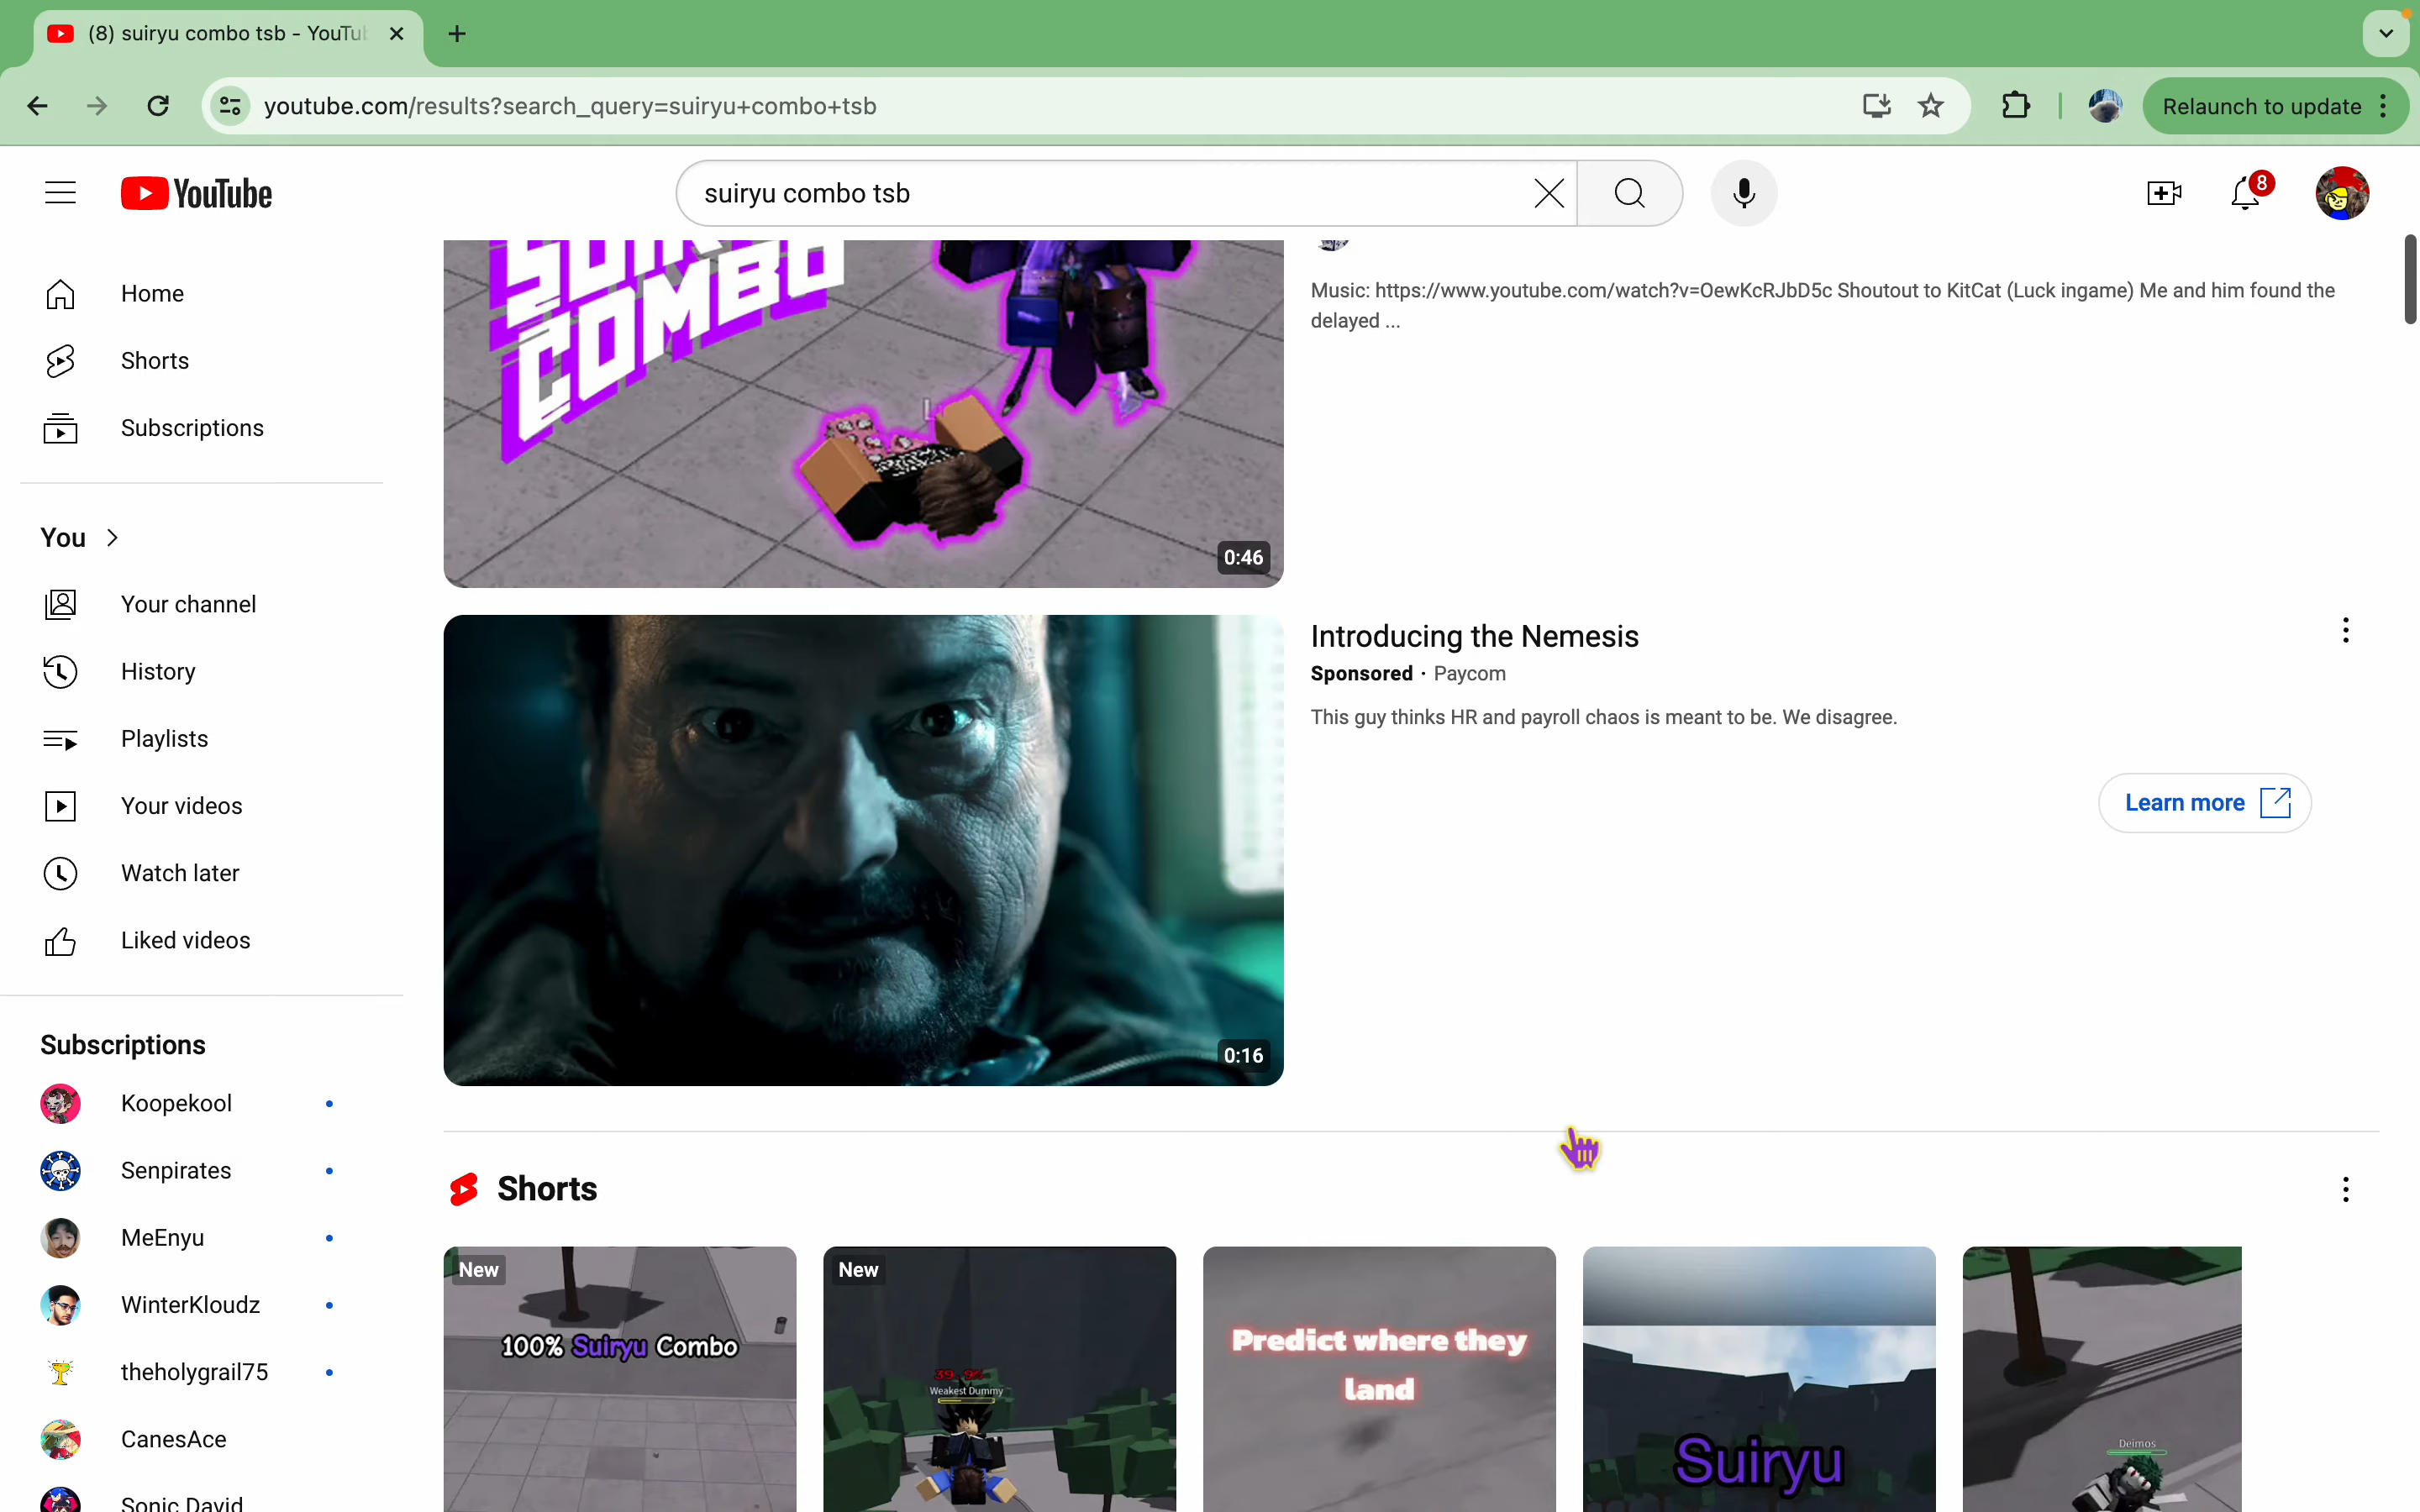 (8) suiryu combo tsb - YouTu
youtube.com/results?search_query=suiryu+combo+tsb
Relaunch to update
YouTube
suiryu combo tsb
8
Home
Shorts
Subscriptions
You
Your channel
History
Playlists
Your videos
Watch later
Liked videos
Subscriptions
Koopekool
Senpirates
MeEnyu
WinterKloudz
theholygrail75
CanesAce
Sonic David
COMBO
0:46
Music: https://www.youtube.com/watch?v=OewKcRJbD5c Shoutout to KitCat (Luck ingame) Me and him found the
delayed ...
0:16
Introducing the Nemesis
Sponsored · Paycom
This guy thinks HR and payroll chaos is meant to be. We disagree.
Learn more
Shorts
New
100% Suiryu Combo
New
39.9%
Weakest Dummy
Predict where they
land
Suiryu
Deimos